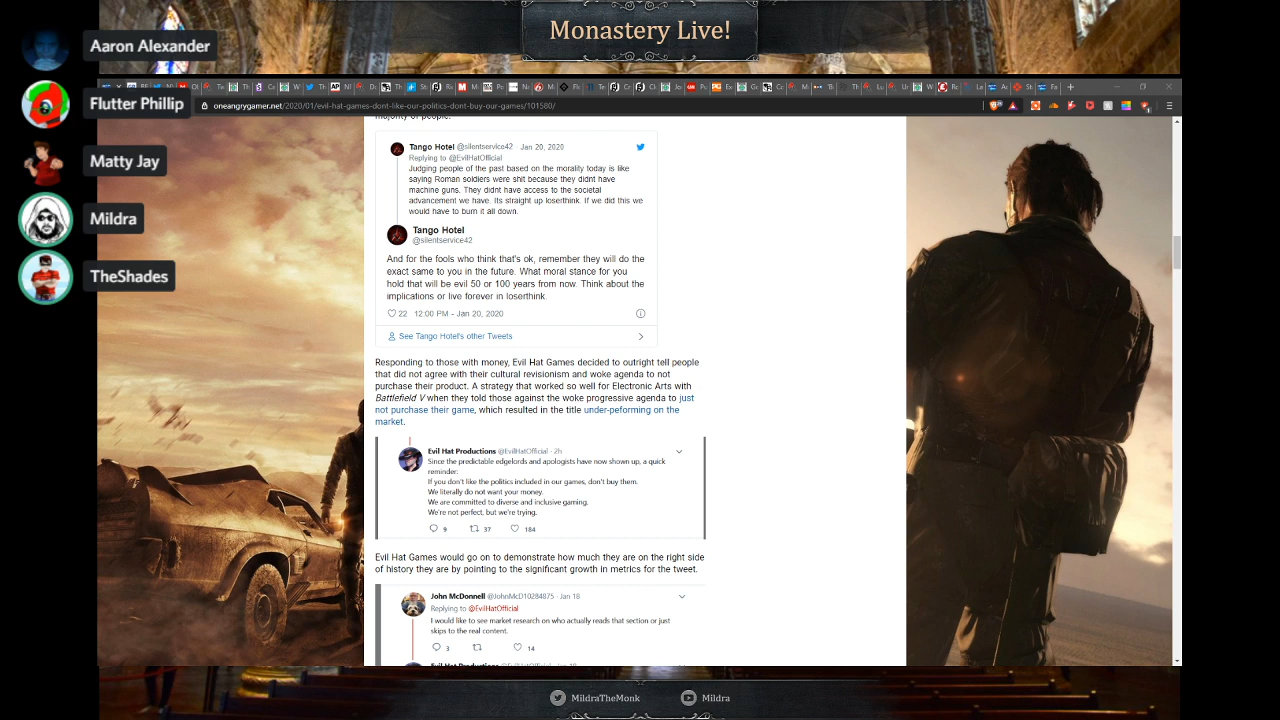 Monastery Live!
Aaron Alexander
Flutter Phillip
Matty Jay
Mildra
TheShades
oneangrygamer.net/2020/01/evil-hat-games-dont-like-our-politics-dont-buy-our-games/101580/
majority of people.
Tango Hotel @silentservice42 · Jan 20, 2020
Replying to @EvilHatOfficial
Judging people of the past based on the morality today is like
saying Roman soldiers were shit because they didnt have
machine guns. They didnt have access to the societal
advancement we have. Its straight up loserthink. If we did this we
would have to burn it all down.
Tango Hotel
@silentservice42
And for the fools who think that's ok, remember they will do the
exact same to you in the future. What moral stance for you
hold that will be evil 50 or 100 years from now. Think about the
implications or live forever in loserthink.
22 12:00 PM - Jan 20, 2020
See Tango Hotel's other Tweets
Responding to those with money, Evil Hat Games decided to outright tell people
that did not agree with their cultural revisionism and woke agenda to not
purchase their product. A strategy that worked so well for Electronic Arts with
Battlefield V when they told those against the woke progressive agenda to just
not purchase their game, which resulted in the title under-peforming on the
market.
Evil Hat Productions @EvilHatOfficial · 2h
Since the predictable edgelords and apologists have now shown up, a quick
reminder:
If you don't like the politics included in our games, don't buy them.
We literally do not want your money.
We are committed to diverse and inclusive gaming.
We're not perfect, but we're trying.
9 37 184
Evil Hat Games would go on to demonstrate how much they are on the right side
of history they are by pointing to the significant growth in metrics for the tweet.
John McDonnell @JohnMcD10284875 · Jan 18
Replying to @EvilHatOfficial
I would like to see market research on who actually reads that section or just
skips to the real content.
3 14
MildraTheMonk Mildra